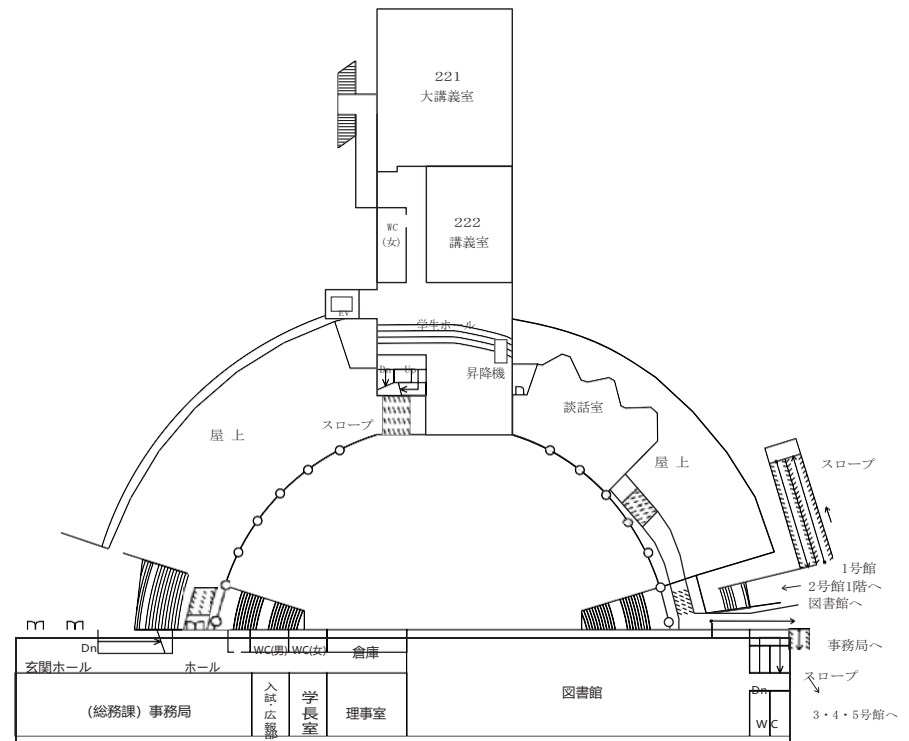 221
大講義室
222
講義室
WC
(女)
EV
学生ホール
Dn
Up
昇降機
談話室
スロープ
屋上
屋上
スロープ
1号館
2号館1階へ
図書館へ
事務局へ
スロープ
3・4・5号館へ
Dn
玄関ホール
ホール
WC(男)
WC(女)
倉庫
(総務課)事務局
入試・広報部
学長室
理事室
図書館
Dn
WC